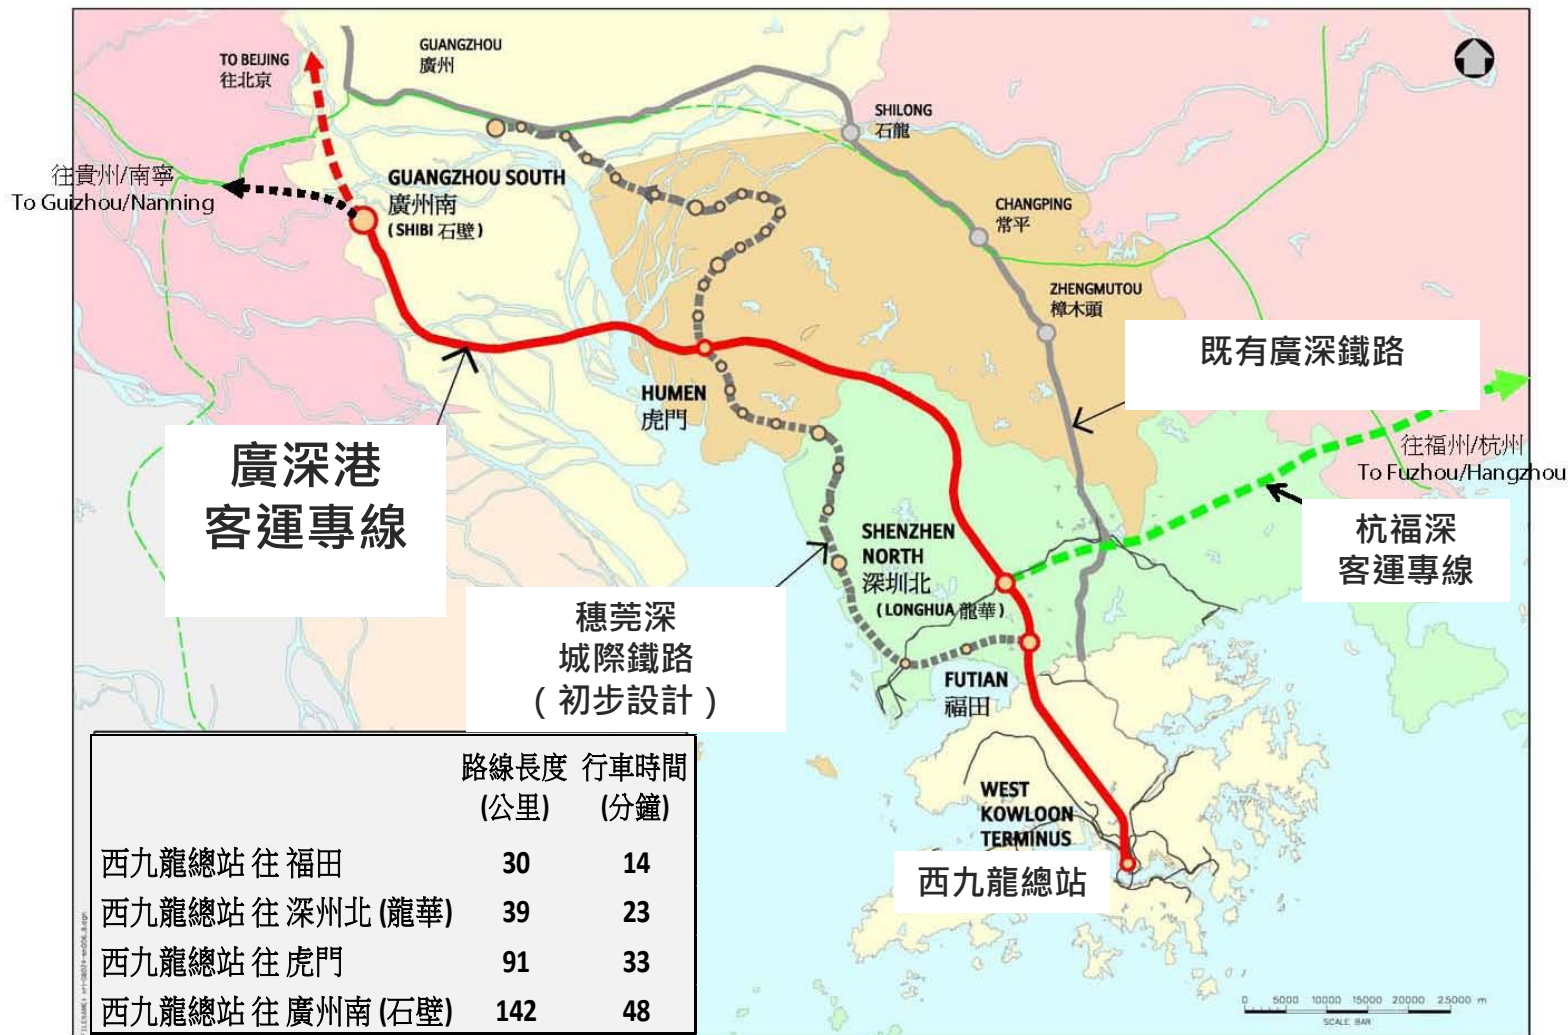 TO BEIJING
往北京
GUANGZHOU
廣州
SHILONG
石龍
往貴州/南寧
To Guizhou/Nanning
GUANGZHOU SOUTH
廣州南
(SHIBI 石壁)
CHANGPING
常平
ZHENGMUTOU
樟木頭
既有廣深鐵路
HUMEN
虎門
往福州/杭州
To Fuzhou/Hangzhou
廣深港
客運專線
杭福深
客運專線
SHENZHEN
NORTH
深圳北
(LONGHUA 龍華)
穗莞深
城際鐵路
(初步設計)
FUTIAN
福田
WEST
KOWLOON
TERMINUS
西九龍總站
路線長度 行車時間
(公里) (分鐘)
西九龍總站 往 福田 30 14
西九龍總站 往 深州北 (龍華) 39 23
西九龍總站 往 虎門 91 33
西九龍總站 往 廣州南 (石壁) 142 48
0 5000 10000 15000 20000 25000 m
SCALE BAR